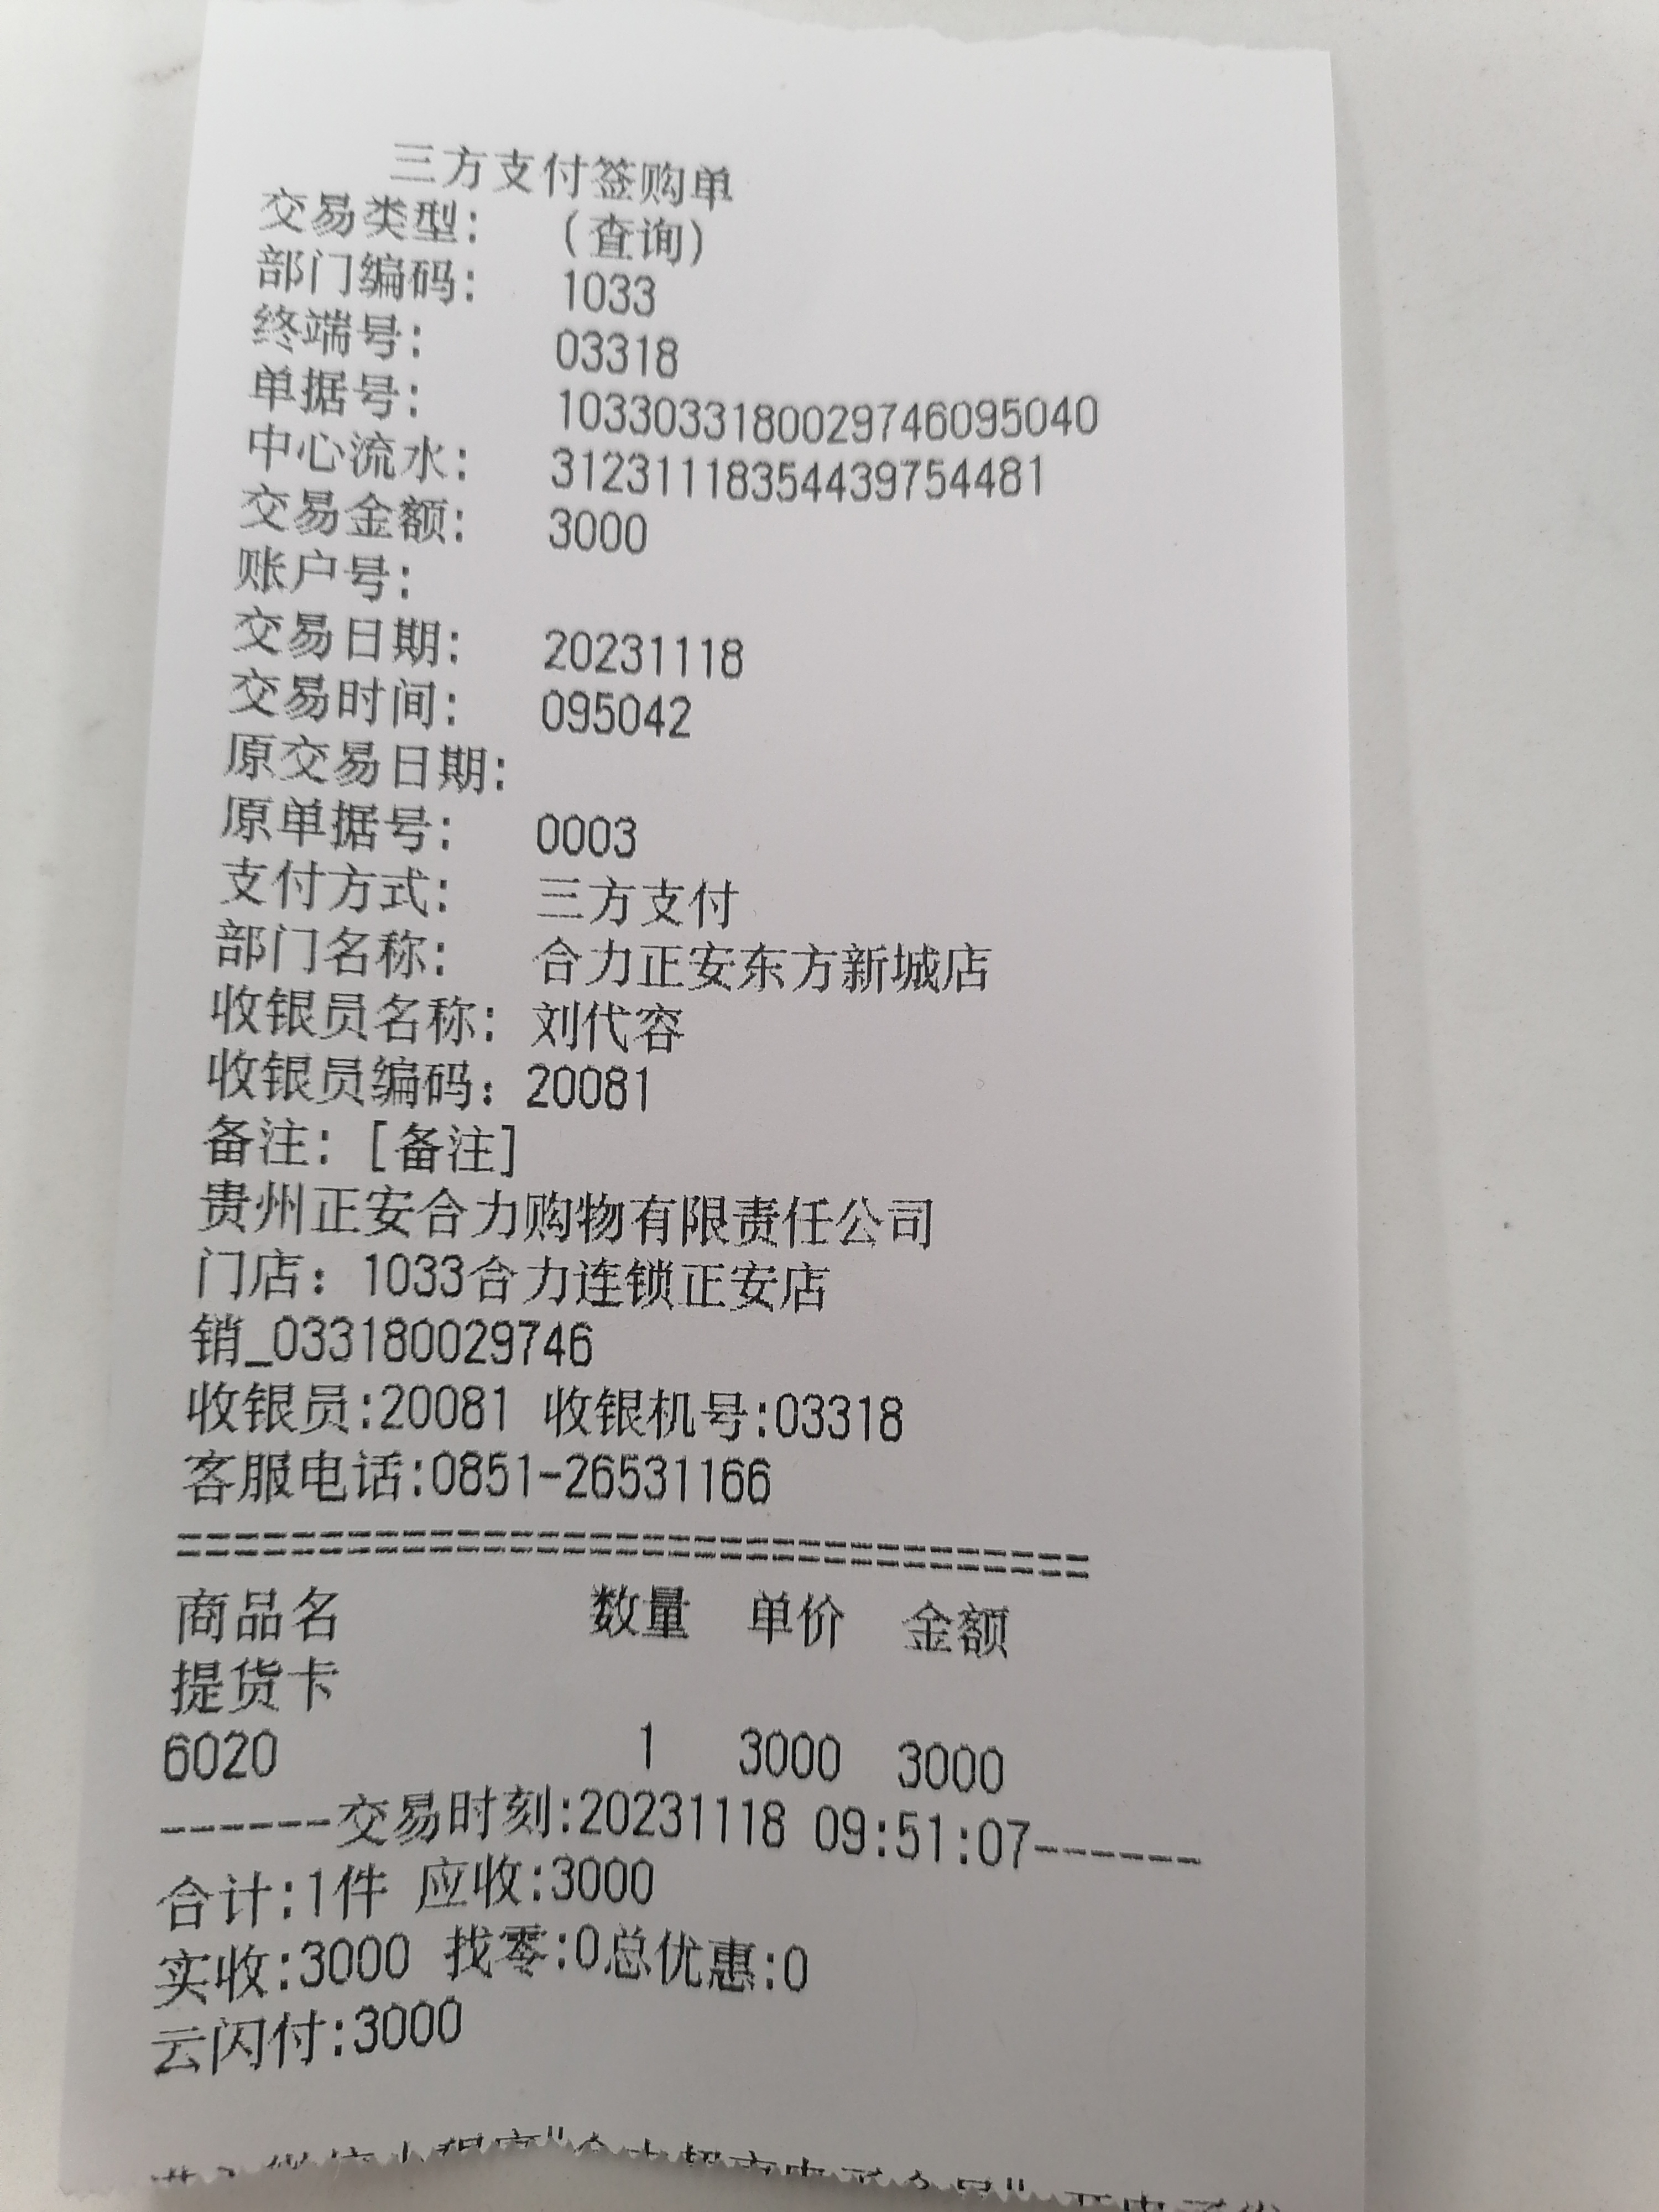 三方支付签购单
交易类型: (查询)
部门编码: 1033
终端号: 03318
单据号: 103303318002974609504​0
中心流水: 3123111835443975​4481
交易金额: 3000
账户号:
交易日期: 20231118
交易时间: 095042
原交易日期:
原单据号: 0003
支付方式: 三方支付
部门名称: 合力正安东方新城店
收银员名称: 刘代容
收银员编码: 20081
备注: [备注]
贵州正安合力购物有限责任公司
门店: 1033合力连锁正安店
销_033180029746
收银员:20081 收银机号:03318
客服电话:0851-26531166
==================================
商品名 数量 单价 金额
提货卡
6020 1 3000 3000
------交易时刻:20231118 09:51:07------
合计:1件 应收:3000
实收:3000 找零:0总优惠:0
云闪付:3000